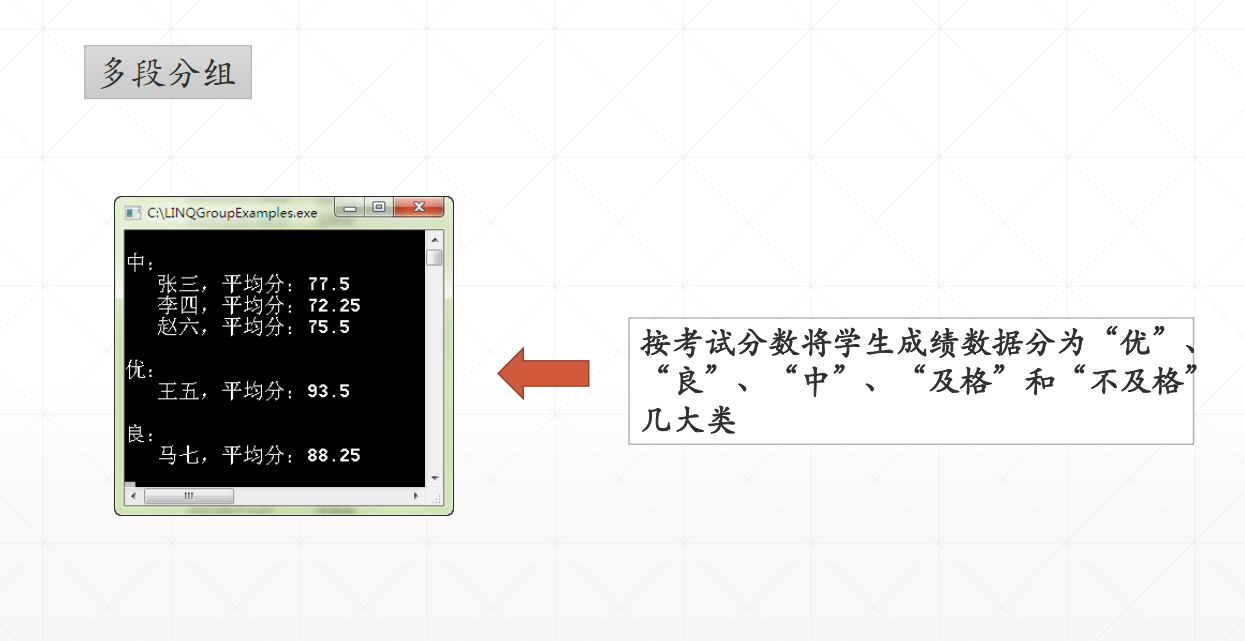 多段分组
C:\LINQGroupExamples.exe
中：
张三，平均分：77.5
李四，平均分：72.25
赵六，平均分：75.5
优：
王五，平均分：93.5
良：
马七，平均分：88.25
按考试分数将学生成绩数据分为“优”、
“良”、“中”、“及格”和“不及格”
几大类